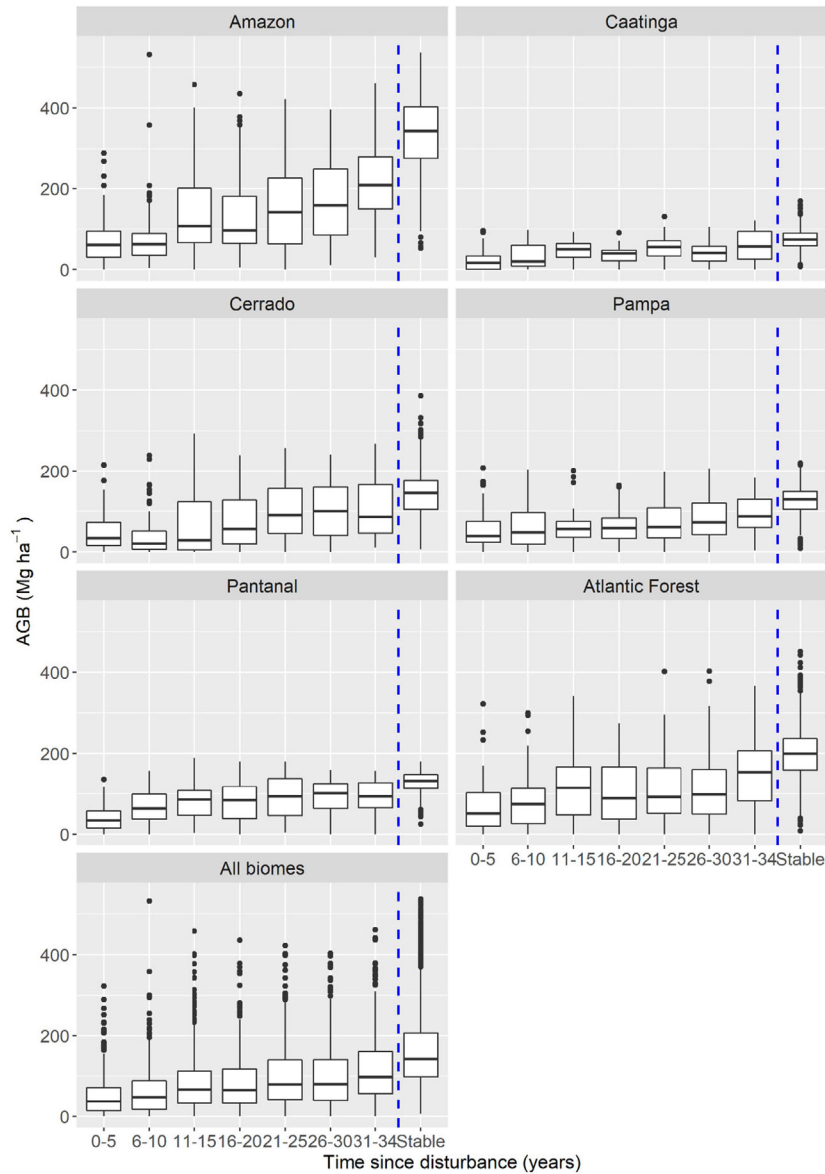 Amazon Caatinga
400
200
0
Cerrado Pampa
400
200
0
Pantanal Atlantic Forest
400
200
0
0-5 6-10 11-15 16-20 21-25 26-30 31-34 Stable
All biomes
400
200
0
0-5 6-10 11-15 16-20 21-25 26-30 31-34 Stable
Time since disturbance (years)
AGB (Mg ha⁻¹ )